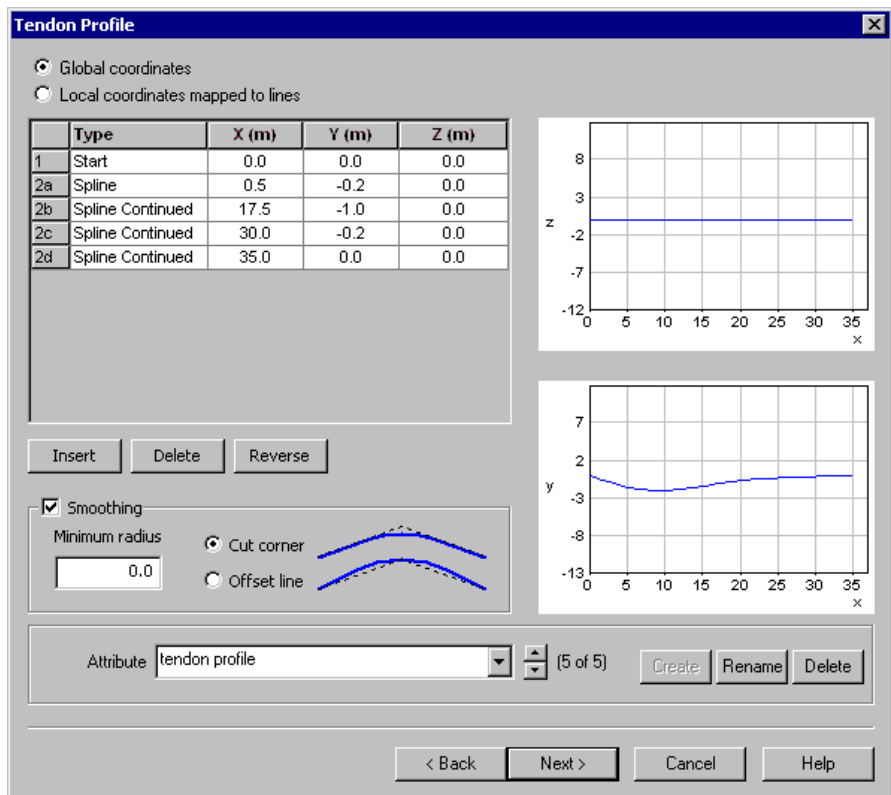 Tendon Profile
Global coordinates
Local coordinates mapped to lines
Type X (m) Y (m) Z (m)
1 Start 0.0 0.0 0.0
2a Spline 0.5 -0.2 0.0
2b Spline Continued 17.5 -1.0 0.0
2c Spline Continued 30.0 -0.2 0.0
2d Spline Continued 35.0 0.0 0.0
8
3
z
-2
-7
-12
0 5 10 15 20 25 30 35
x
7
2
y
-3
-8
-13
0 5 10 15 20 25 30 35
x
Insert Delete Reverse
Smoothing
Minimum radius
0.0
Cut corner
Offset line
Attribute tendon profile (5 of 5) Create Rename Delete
< Back Next > Cancel Help